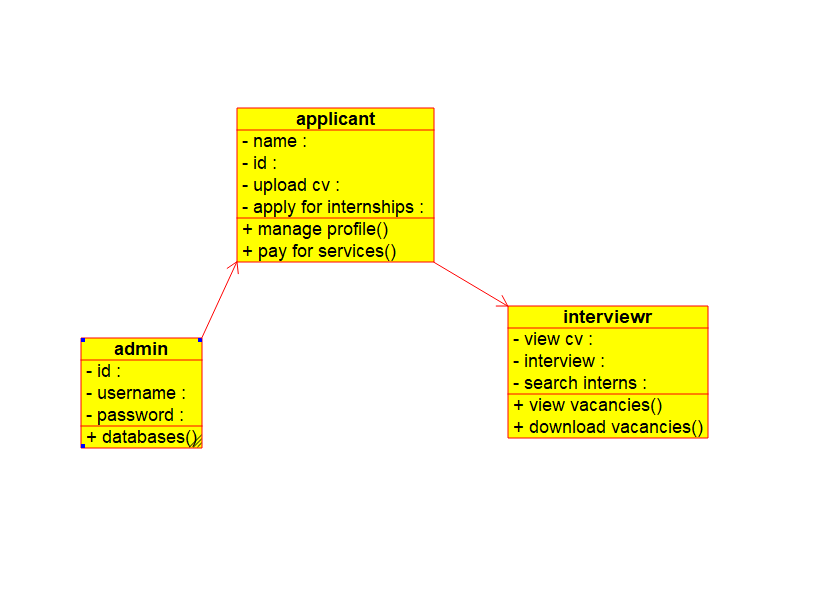 applicant
- name :
- id :
- upload cv :
- apply for internships :
+ manage profile()
+ pay for services()
admin
- id :
- username :
- password :
+ databases()
interviewr
- view cv :
- interview :
- search interns :
+ view vacancies()
+ download vacancies()